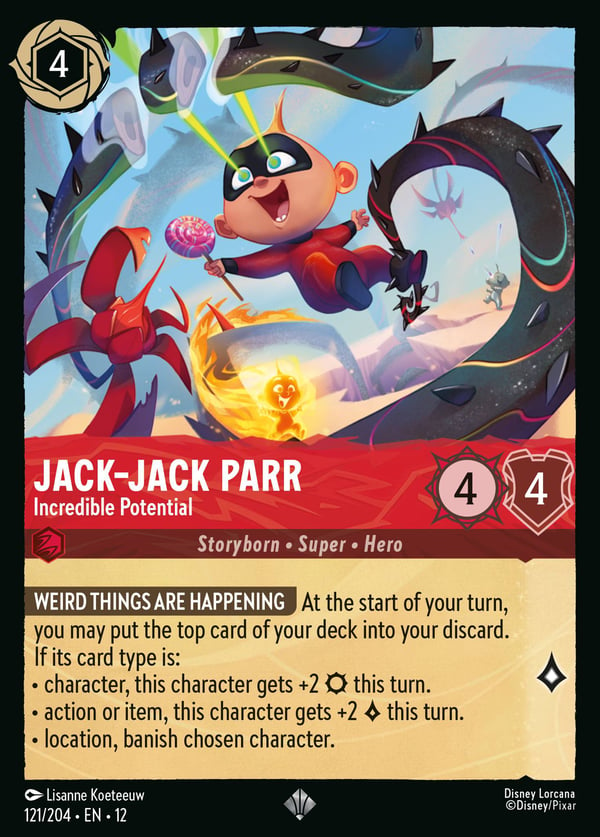 4
JACK-JACK PARR
Incredible Potential
4
4
Storyborn • Super • Hero
WEIRD THINGS ARE HAPPENING At the start of your turn,
you may put the top card of your deck into your discard.
If its card type is:
• character, this character gets +2 this turn.
• action or item, this character gets +2 this turn.
• location, banish chosen character.
Lisanne Koeteeuw
121/204 • EN • 12
Disney Lorcana
©Disney/Pixar